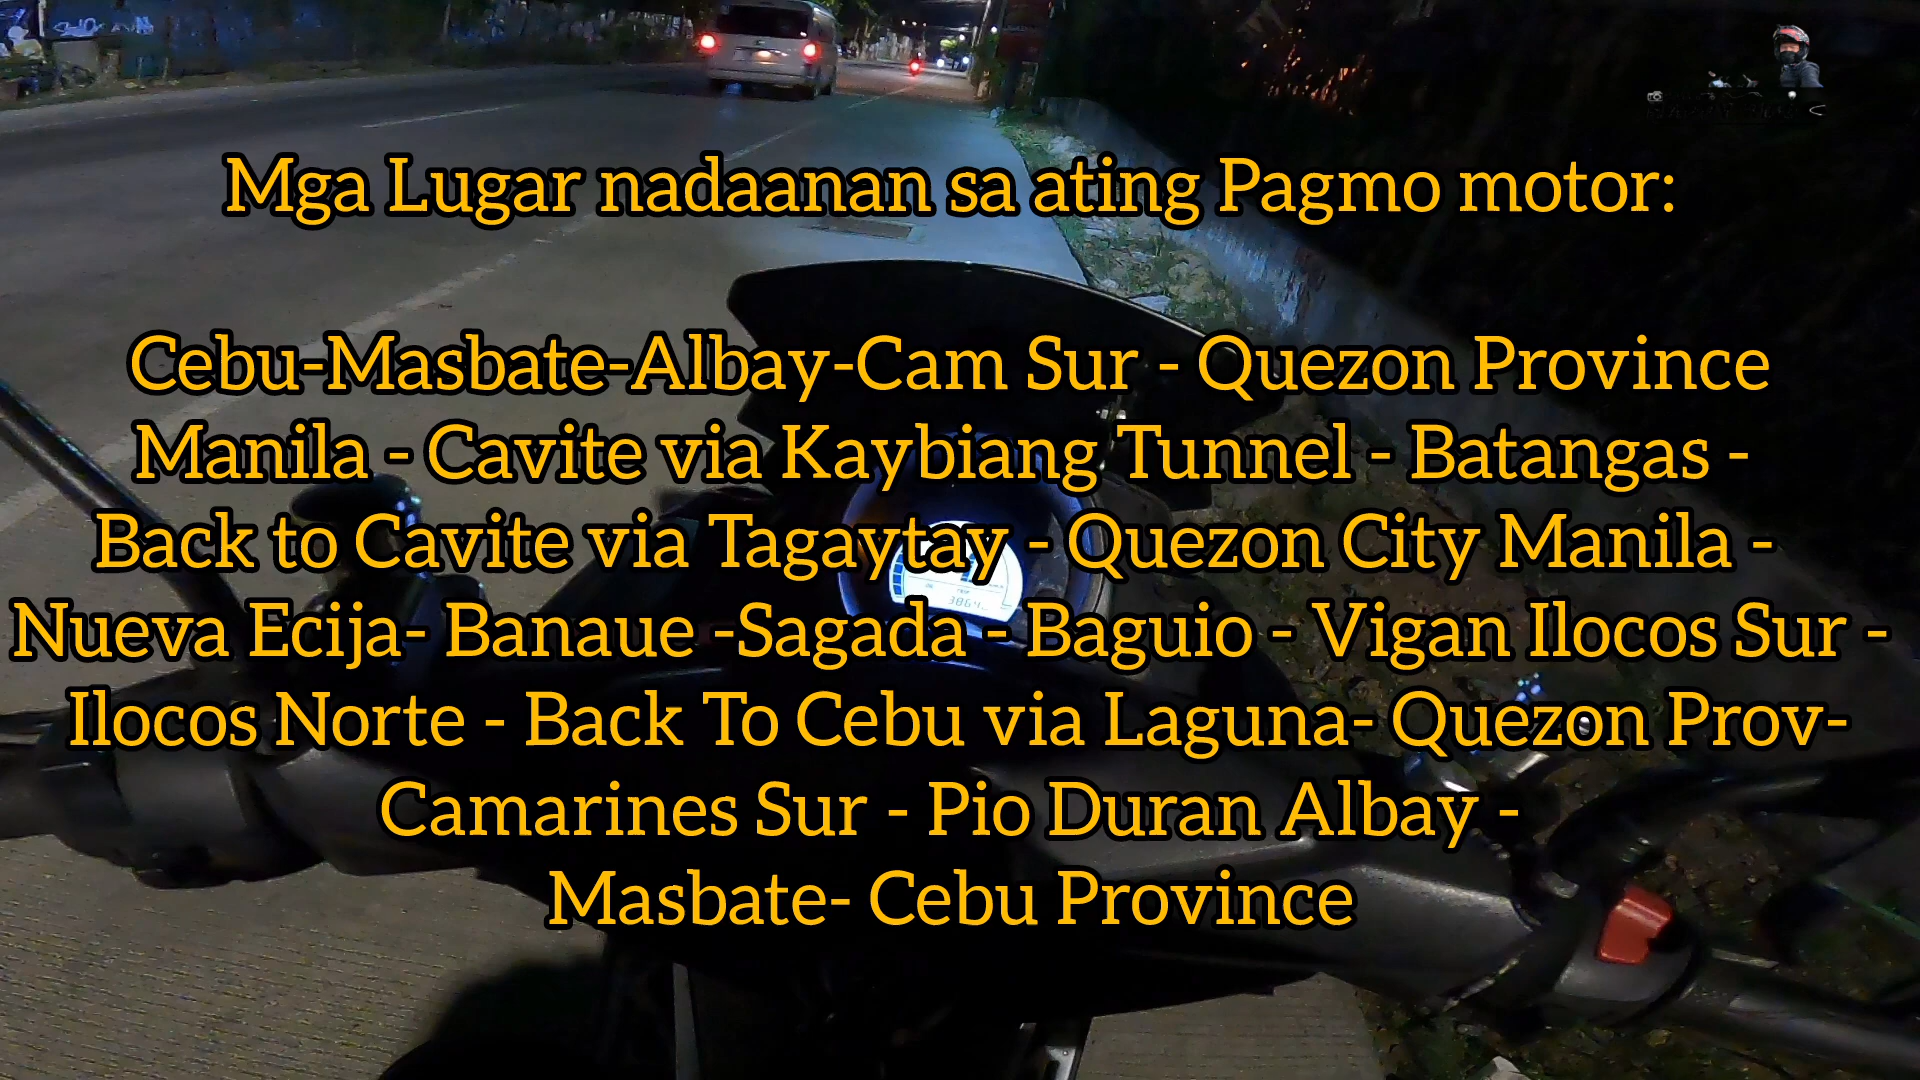 Mga Lugar nadaanan sa ating Pagmo motor:
Cebu-Masbate-Albay-Cam Sur - Quezon Province
Manila - Cavite via Kaybiang Tunnel - Batangas -
Back to Cavite via Tagaytay - Quezon City Manila -
Nueva Ecija- Banaue -Sagada - Baguio - Vigan Ilocos Sur -
Ilocos Norte - Back To Cebu via Laguna- Quezon Prov-
Camarines Sur - Pio Duran Albay -
Masbate- Cebu Province
TRIP